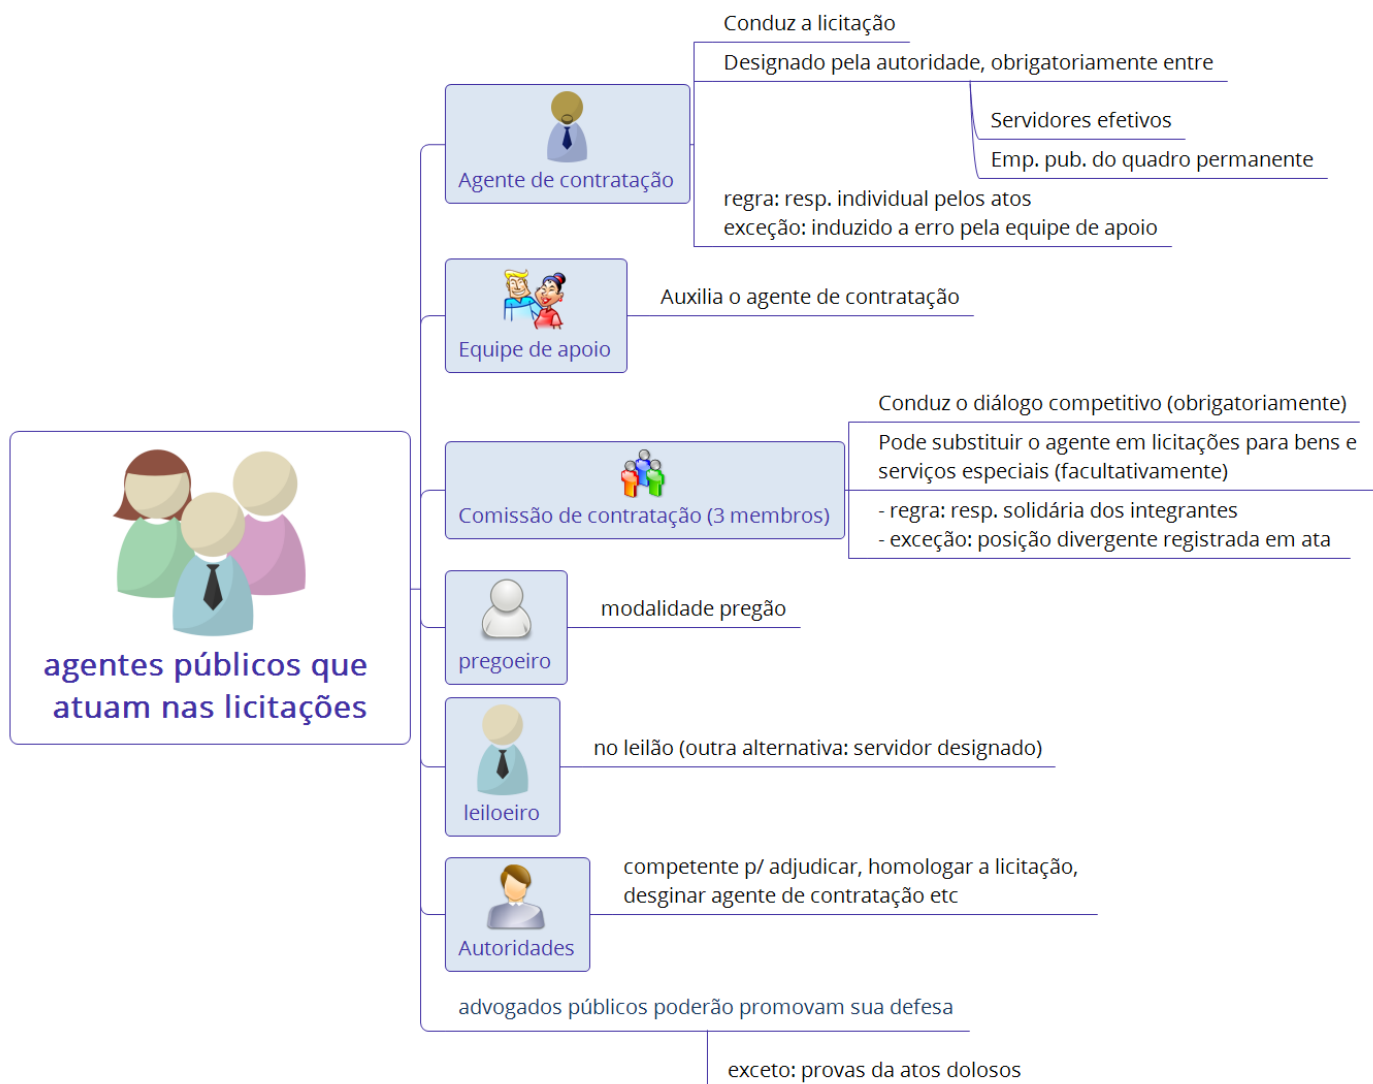 agentes públicos que
atuam nas licitações
Agente de contratação
Conduz a licitação
Designado pela autoridade, obrigatoriamente entre
Servidores efetivos
Emp. pub. do quadro permanente
regra: resp. individual pelos atos
exceção: induzido a erro pela equipe de apoio
Equipe de apoio
Auxilia o agente de contratação
Comissão de contratação (3 membros)
Conduz o diálogo competitivo (obrigatoriamente)
Pode substituir o agente em licitações para bens e
serviços especiais (facultativamente)
- regra: resp. solidária dos integrantes
- exceção: posição divergente registrada em ata
pregoeiro
modalidade pregão
leiloeiro
no leilão (outra alternativa: servidor designado)
Autoridades
competente p/ adjudicar, homologar a licitação,
desginar agente de contratação etc
advogados públicos poderão promovam sua defesa
exceto: provas da atos dolosos